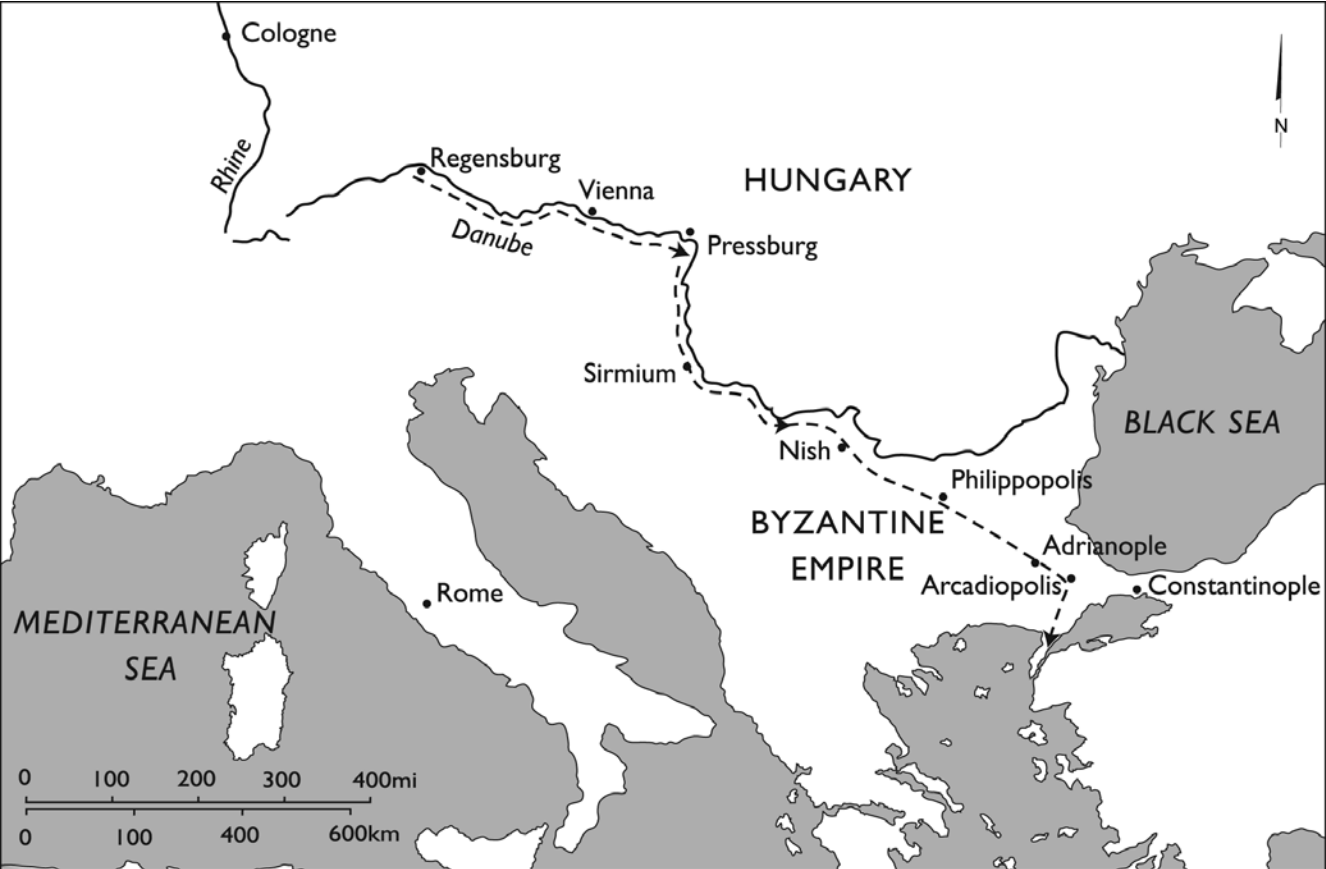 Cologne
N
Rhine
Regensburg
HUNGARY
Vienna
Danube
Pressburg
Sirmium
BLACK SEA
Nish
Philippopolis
BYZANTINE
EMPIRE
Adrianople
Arcadiopolis
Constantinople
Rome
MEDITERRANEAN
SEA
0 100 200 300 400mi
0 100 400 600km